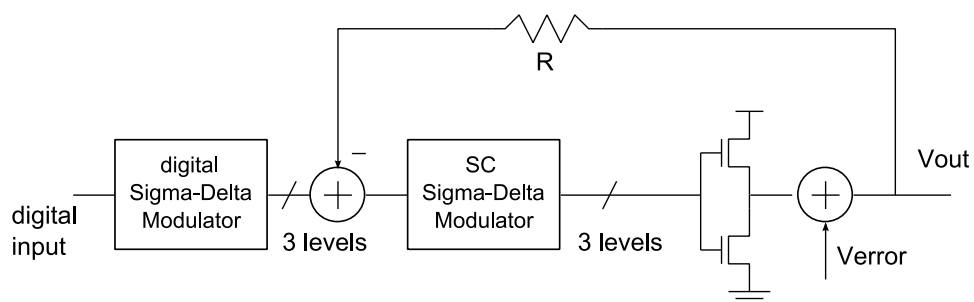 R
digital
Sigma-Delta
Modulator
–
SC
Sigma-Delta
Modulator
Vout
digital
input
3 levels
3 levels
Verror